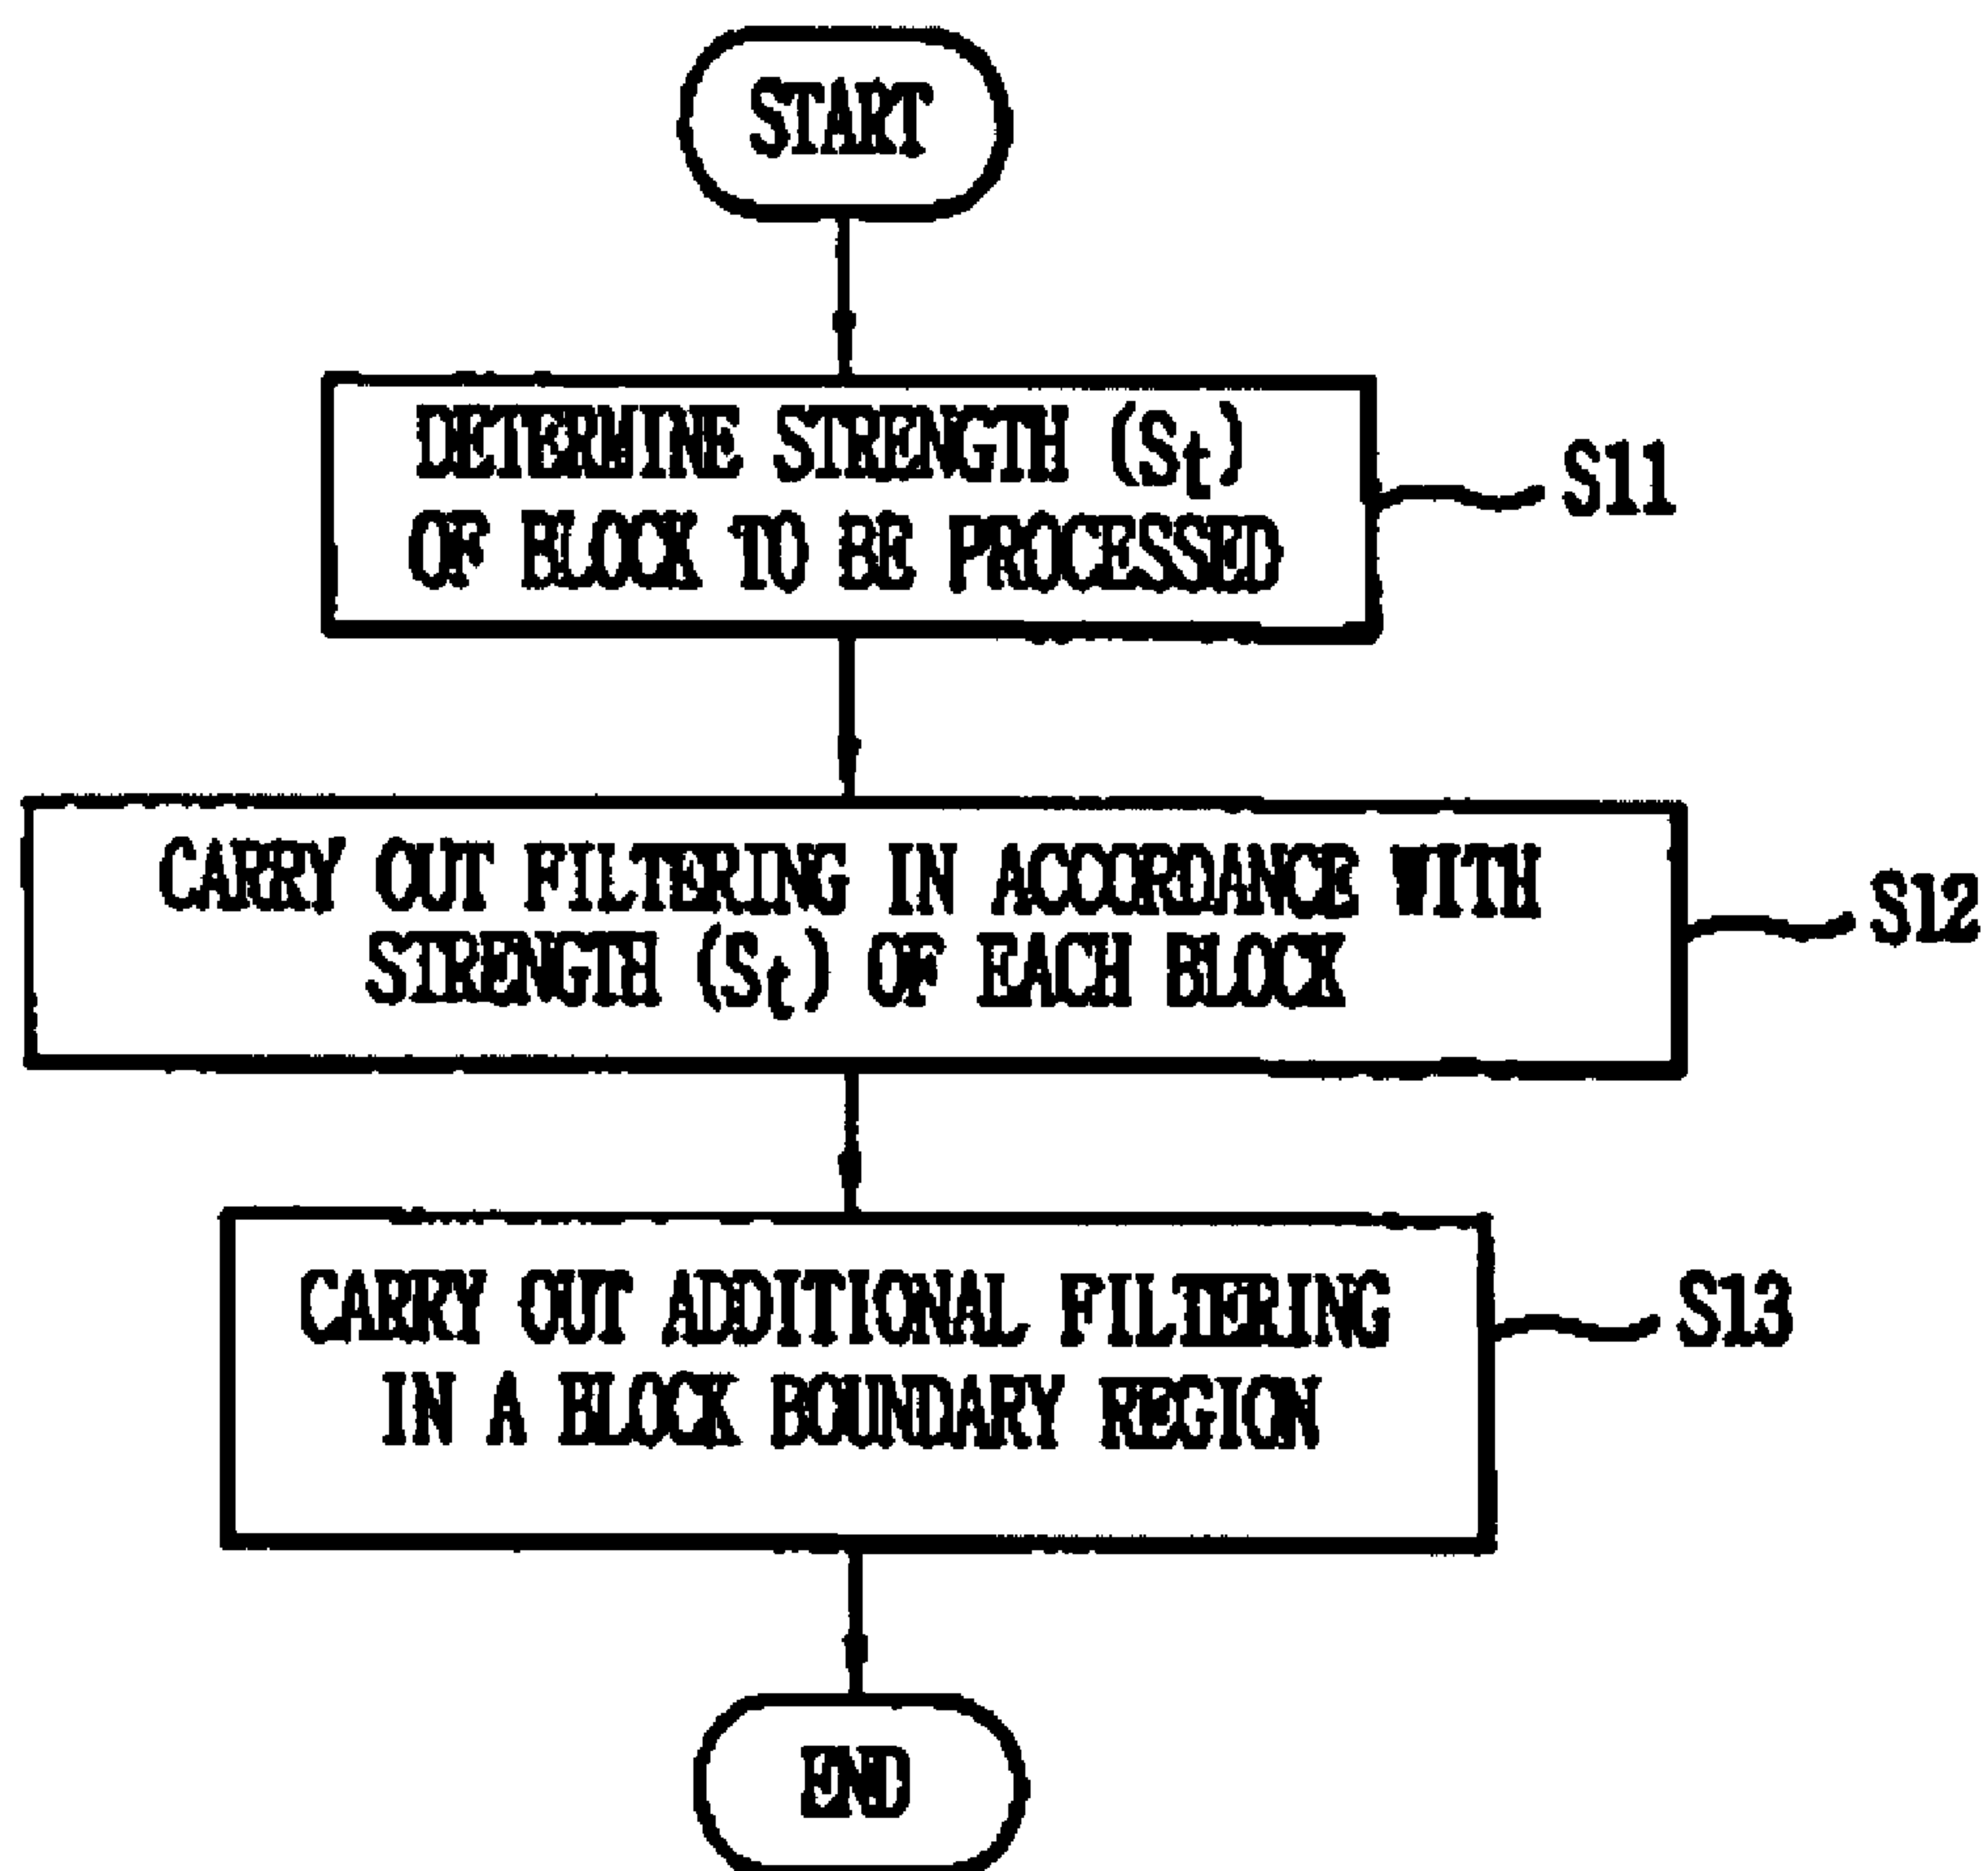 START
DETERMINE STRENGTH (St)
OF BLOCK TO BE PROCESSED
S11
CARRY OUT FILTERING IN ACCORDANCE WITH
STRENGTH (St) OF EACH BLOCK
S12
CARRY OUT ADDITIONAL FILTERING
IN A BLOCK BOUNDARY REGION
S13
END